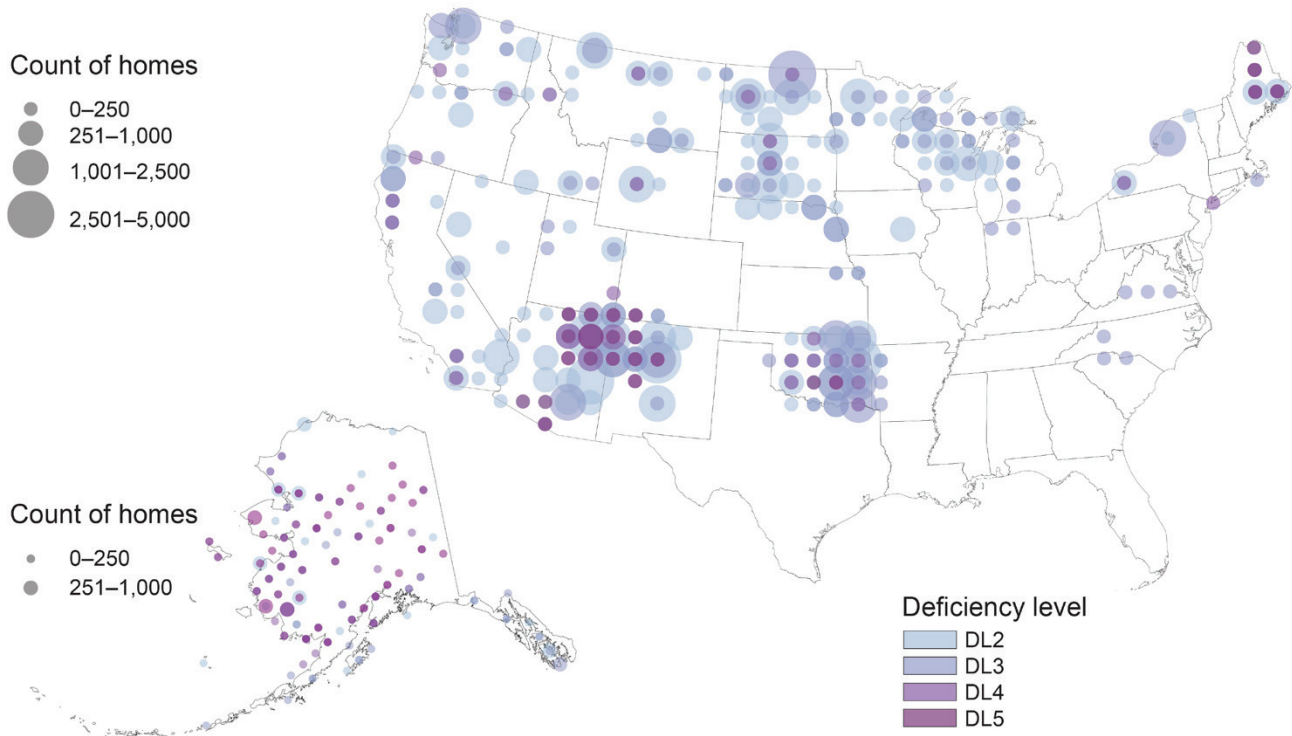 Count of homes
0–250
251–1,000
1,001–2,500
2,501–5,000
Count of homes
0–250
251–1,000
Deficiency level
DL2
DL3
DL4
DL5